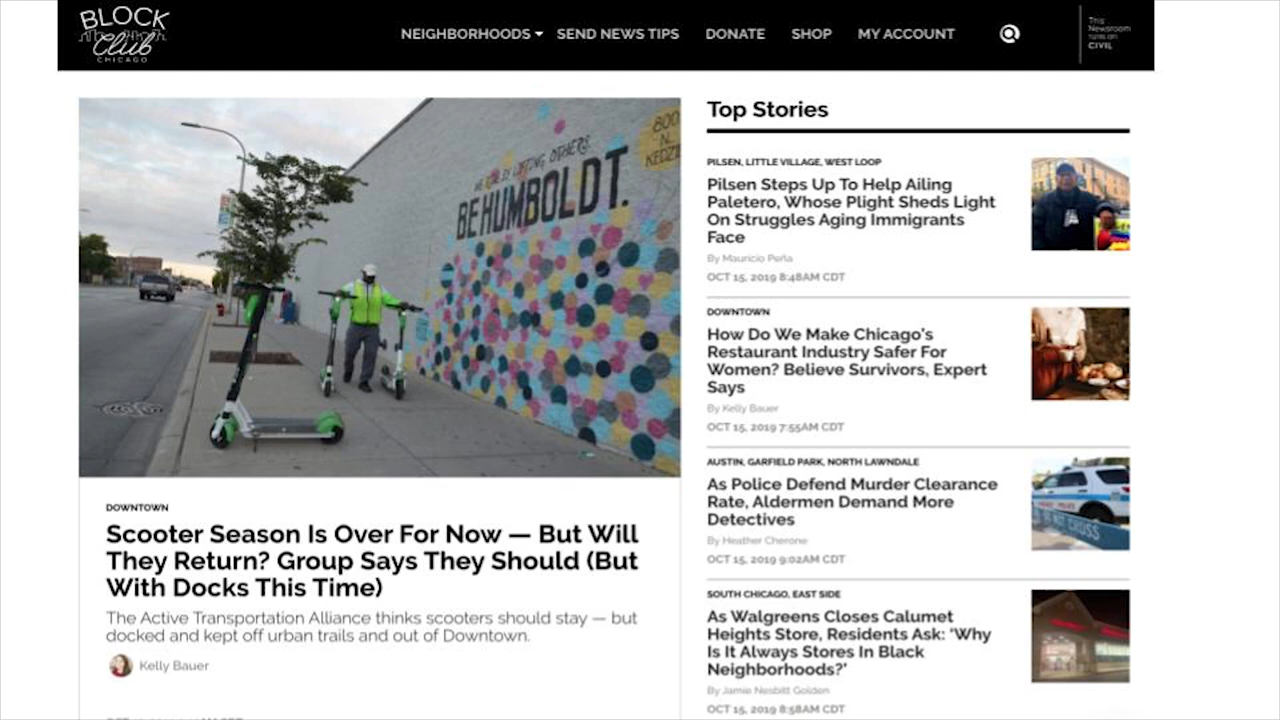 BLOCK
Club
CHICAGO
NEIGHBORHOODS SEND NEWS TIPS DONATE SHOP MY ACCOUNT
This
Newsroom
runs on
CIVIL
WE RISE BY LIFTING OTHERS.
BE HUMBOLDT.
800
N.
KEDZIE
DOWNTOWN
Scooter Season Is Over For Now — But Will
They Return? Group Says They Should (But
With Docks This Time)
The Active Transportation Alliance thinks scooters should stay — but
docked and kept off urban trails and out of Downtown.
Kelly Bauer
Top Stories
PILSEN, LITTLE VILLAGE, WEST LOOP
Pilsen Steps Up To Help Ailing
Paletero, Whose Plight Sheds Light
On Struggles Aging Immigrants
Face
By Mauricio Peña
OCT 15, 2019 8:48AM CDT
DOWNTOWN
How Do We Make Chicago's
Restaurant Industry Safer For
Women? Believe Survivors, Expert
Says
By Kelly Bauer
OCT 15, 2019 7:55AM CDT
AUSTIN, GARFIELD PARK, NORTH LAWNDALE
As Police Defend Murder Clearance
Rate, Aldermen Demand More
Detectives
By Heather Cherone
OCT 15, 2019 9:02AM CDT
SOUTH CHICAGO, EAST SIDE
As Walgreens Closes Calumet
Heights Store, Residents Ask: 'Why
Is It Always Stores In Black
Neighborhoods?'
By Jamie Nesbitt Golden
OCT 15, 2019 8:58AM CDT